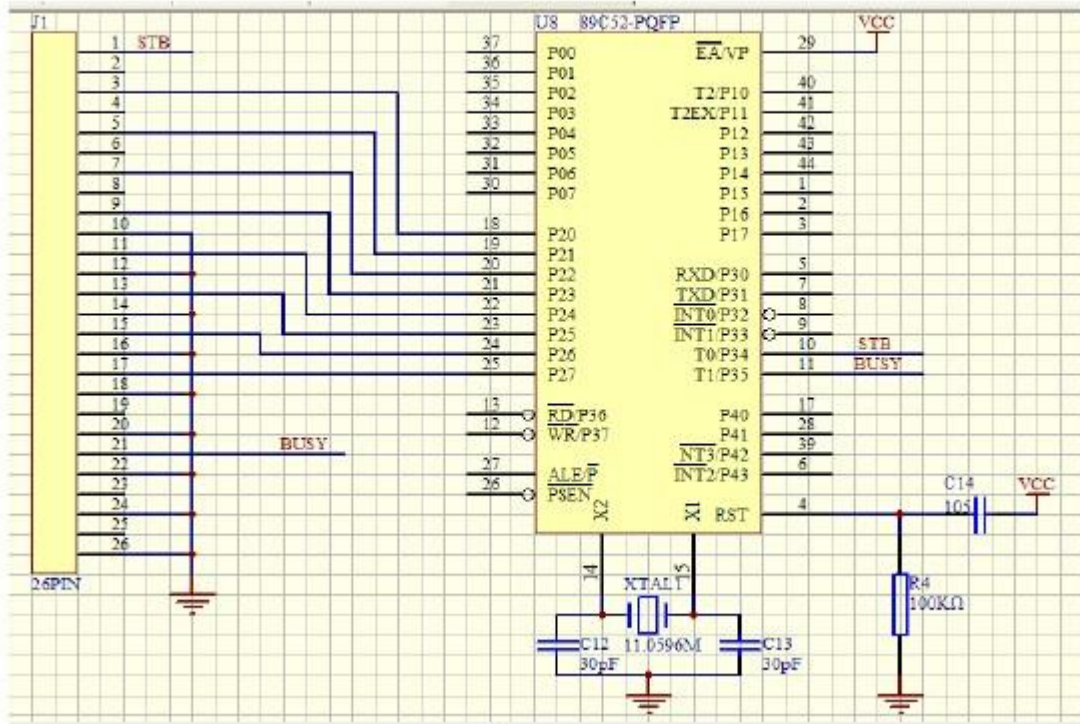 J1
1 STB
2
3
4
5
6
7
8
9
10
11
12
13
14
15
16
17
18
19
20
21 BUSY
22
23
24
25
26
26PIN
U8 89C52-PQFP
37 P00
36 P01
35 P02
34 P03
33 P04
32 P05
31 P06
30 P07
18 P20
19 P21
20 P22
21 P23
22 P24
23 P25
24 P26
25 P27
13 RD/P36
12 WR/P37
27 ALE/P
26 PSEN
X2
X1
14
15
EA/VP 29 VCC
T2/P10 40
T2EX/P11 41
P12 42
P13 43
P14 44
P15 1
P16 2
P17 3
RXD/P30 5
TXD/P31 7
INT0/P32 8
INT1/P33 9
T0/P34 10 STB
T1/P35 11 BUSY
P40 17
P41 28
NT3/P42 39
INT2/P43 6
RST 4
C14
105
VCC
R4
100KΩ
XTAL1
11.0596M
C12
30pF
C13
30pF